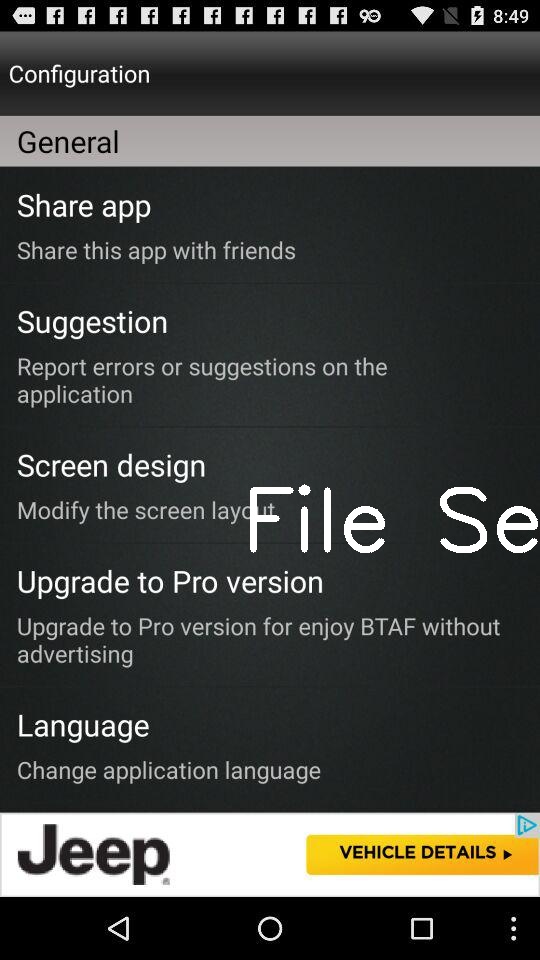 8:49
Configuration
General
Share app
Share this app with friends
Suggestion
Report errors or suggestions on the
application
Screen design
Modify the screen layout
File Se
Upgrade to Pro version
Upgrade to Pro version for enjoy BTAF without
advertising
Language
Change application language
Jeep
VEHICLE DETAILS